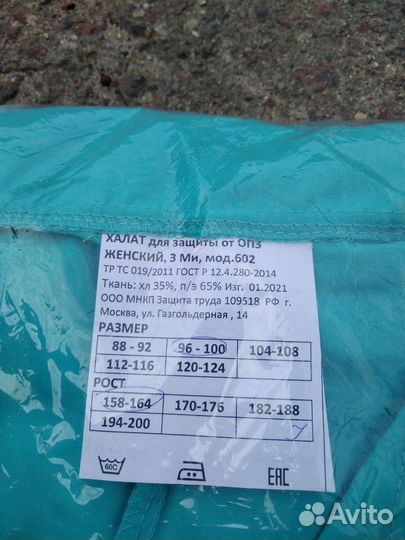 ХАЛАТ для защиты от ОПЗ
ЖЕНСКИЙ, З Ми, мод.602
ТР ТС 019/2011 ГОСТ Р 12.4.280-2014
Ткань: хл 35%, п/э 65% Изг. 01.2021
ООО МНКП Защита труда 109518 РФ г.
Москва, ул. Газгольдерная , 14
РАЗМЕР
88 - 92 96 - 100 104-108
112-116 120-124
РОСТ
158-164 170-176 182-188
194-200
60C
EAC
Avito